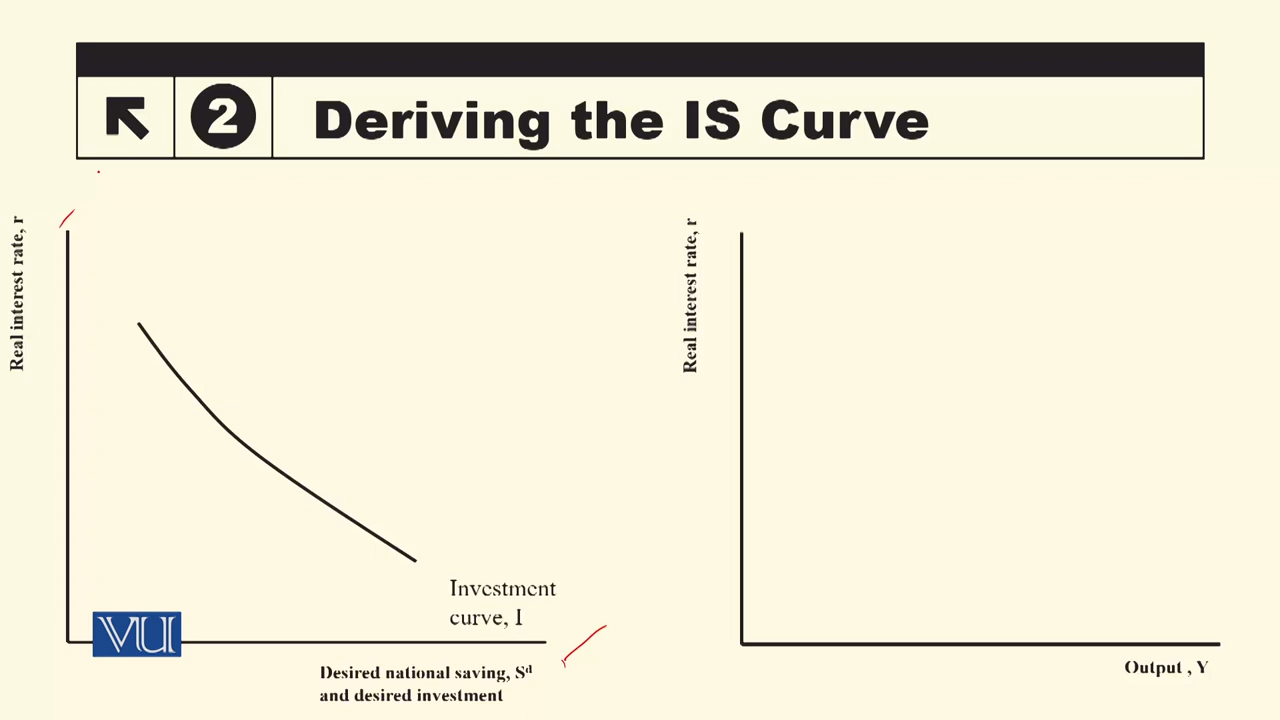 2 Deriving the IS Curve
Real interest rate, r
Investment
curve, I
VU
Desired national saving, Sᵈ
and desired investment
Real interest rate, r
Output , Y